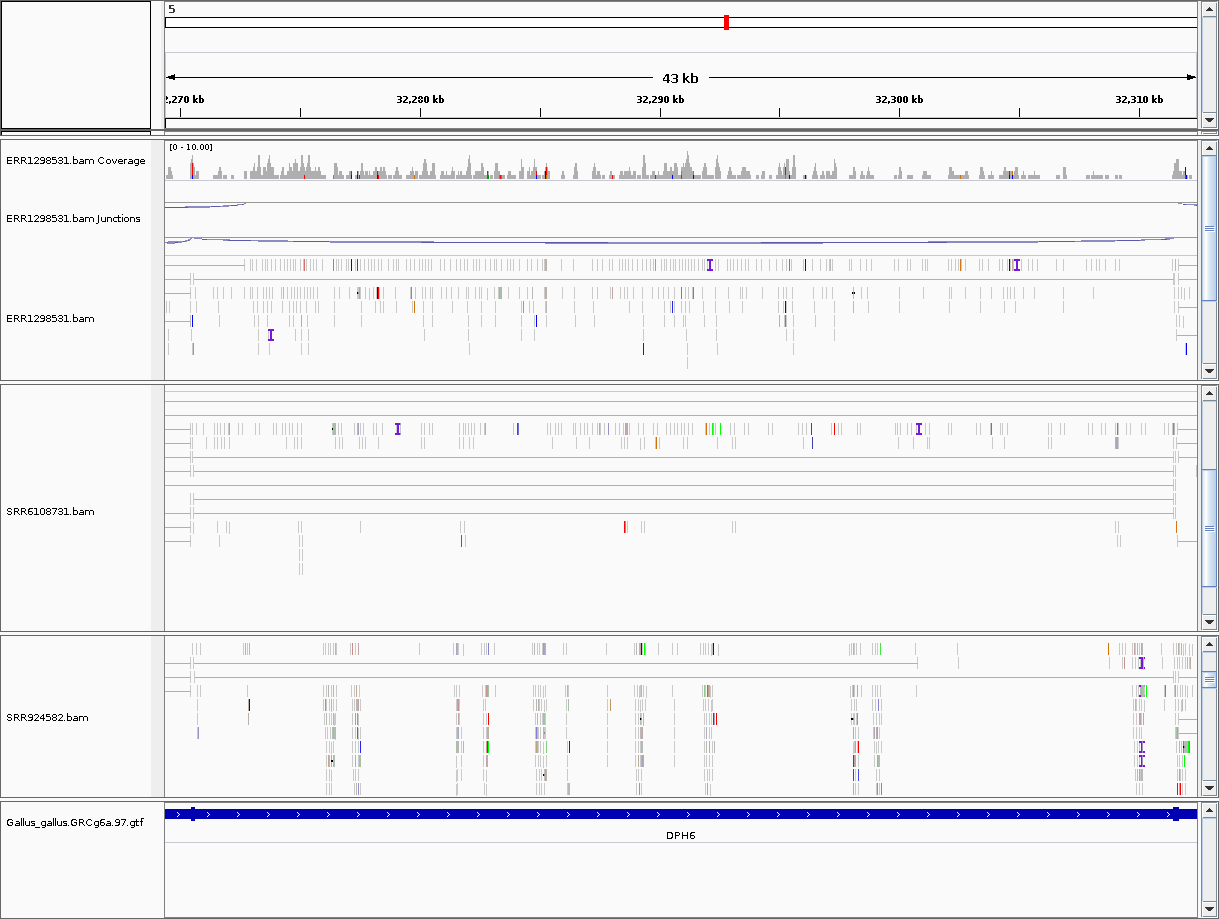 5
43 kb
2,270 kb 32,280 kb 32,290 kb 32,300 kb 32,310 kb
[0 - 10.00]
ERR1298531.bam Coverage
ERR1298531.bam Junctions
ERR1298531.bam
SRR6108731.bam
SRR924582.bam
Gallus_gallus.GRCg6a.97.gtf
DPH6